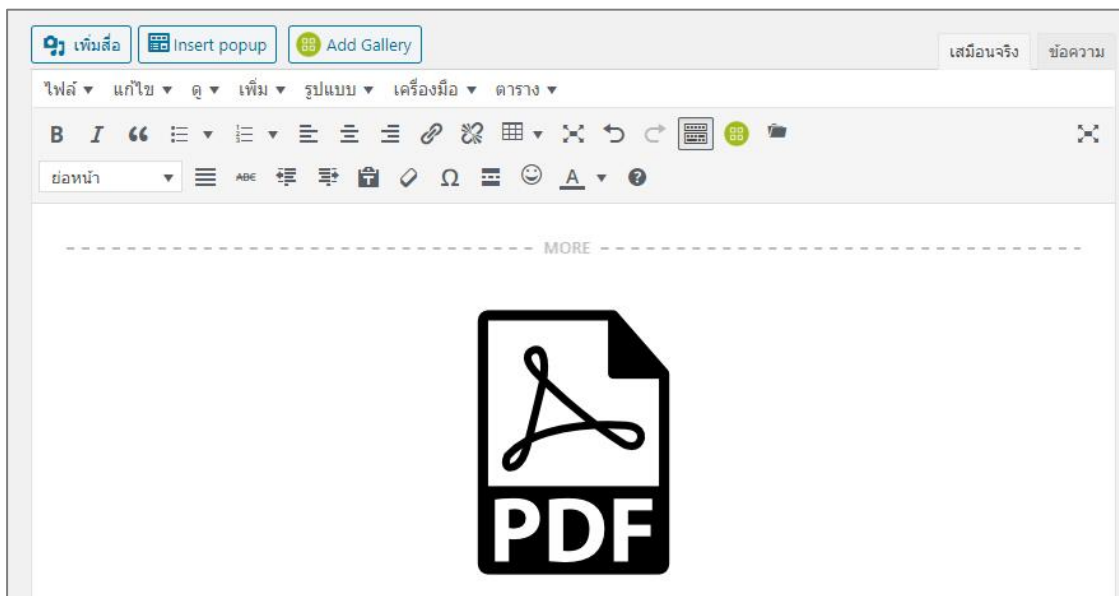 เพิ่มสื่อ Insert popup Add Gallery
เสมือนจริง ข้อความ
ไฟล์ แก้ไข ดู เพิ่ม รูปแบบ เครื่องมือ ตาราง
B I
ย่อหน้า ABC T Ω A ?
MORE
PDF